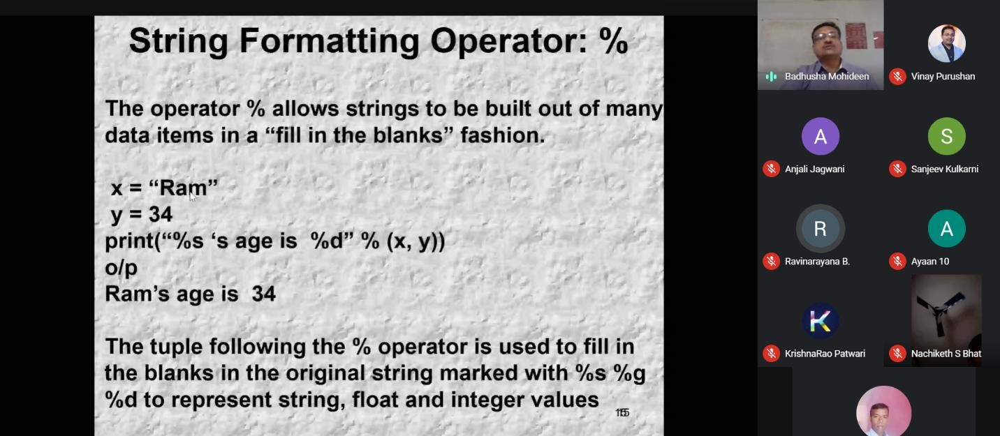 String Formatting Operator: %
The operator % allows strings to be built out of many
data items in a “fill in the blanks” fashion.
x = “Ram”
y = 34
print(“%s ‘s age is  %d” % (x, y))
o/p
Ram’s age is  34
The tuple following the % operator is used to fill in
the blanks in the original string marked with %s %g
%d to represent string, float and integer values
Badhusha Mohideen
Vinay Purushan
A
Anjali Jagwani
S
Sanjeev Kulkarni
R
Ravinarayana B.
A
Ayaan 10
K
KrishnaRao Patwari
Nachiketh S Bhat